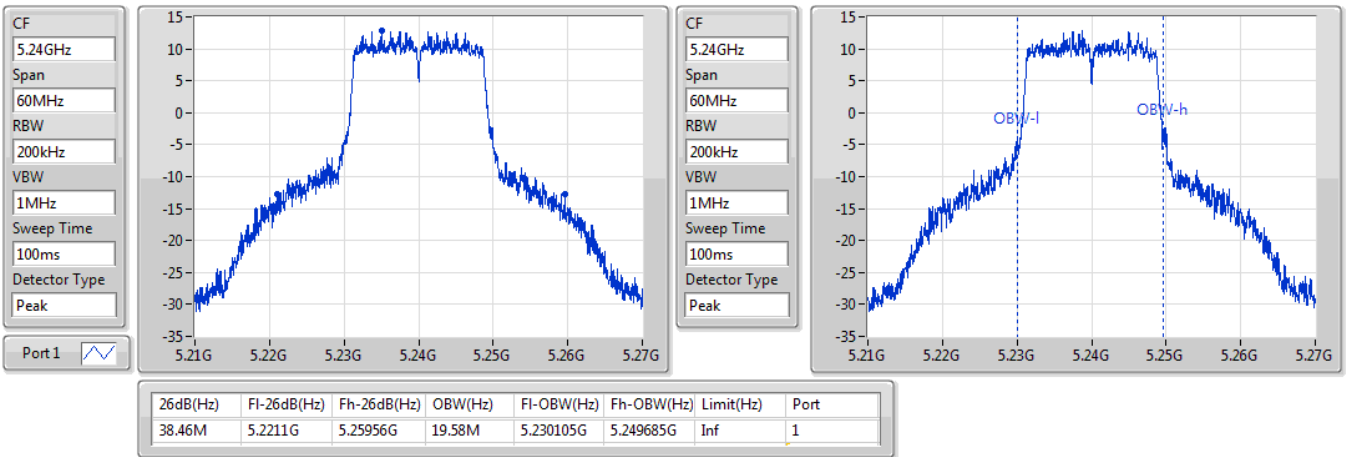 CF
5.24GHz
Span
60MHz
RBW
200kHz
VBW
1MHz
Sweep Time
100ms
Detector Type
Peak
Port 1
15
10
5
0
-5
-10
-15
-20
-25
-30
-35
5.21G 5.22G 5.23G 5.24G 5.25G 5.26G 5.27G
CF
5.24GHz
Span
60MHz
RBW
200kHz
VBW
1MHz
Sweep Time
100ms
Detector Type
Peak
15
10
5
0
-5
-10
-15
-20
-25
-30
-35
OBW-l
OBW-h
5.21G 5.22G 5.23G 5.24G 5.25G 5.26G 5.27G
26dB(Hz) Fl-26dB(Hz) Fh-26dB(Hz) OBW(Hz) Fl-OBW(Hz) Fh-OBW(Hz) Limit(Hz) Port
38.46M 5.2211G 5.25956G 19.58M 5.230105G 5.249685G Inf 1